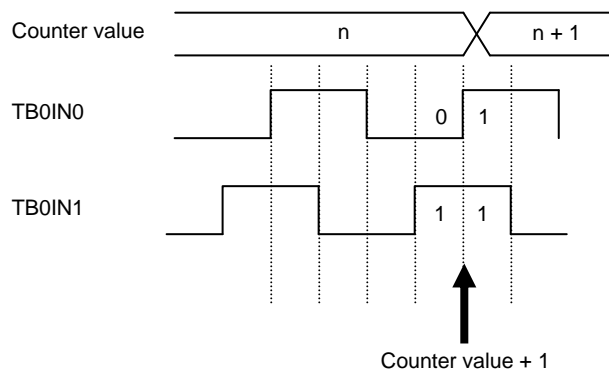 Counter value n n + 1
TB0IN0 0 1
TB0IN1 1 1
Counter value + 1